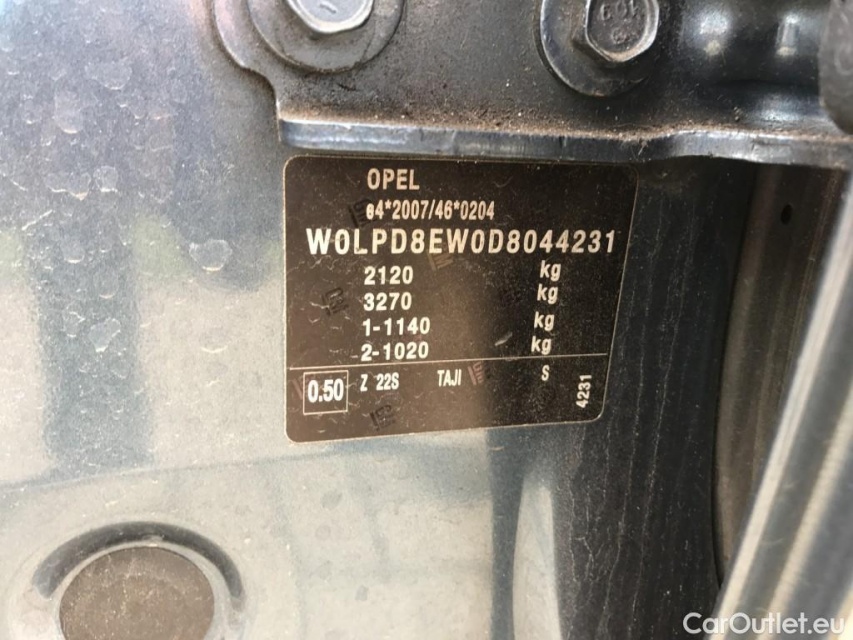 OPEL
e4*2007/46*0204
W0LPD8EW0D8044231
2120 kg
3270 kg
1-1140 kg
2-1020 kg
0.50 Z 22S TAJI S 4231
CarOutlet.eu